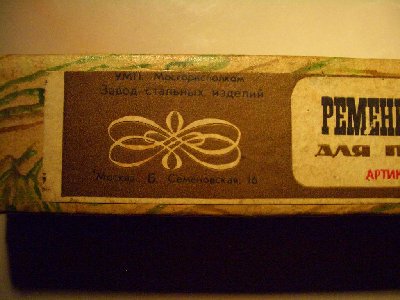 УМП Мосгорисполком
Завод стальных изделий
Москва Б. Семеновская, 16
РЕМЕН
ДЛЯ П
АРТИК